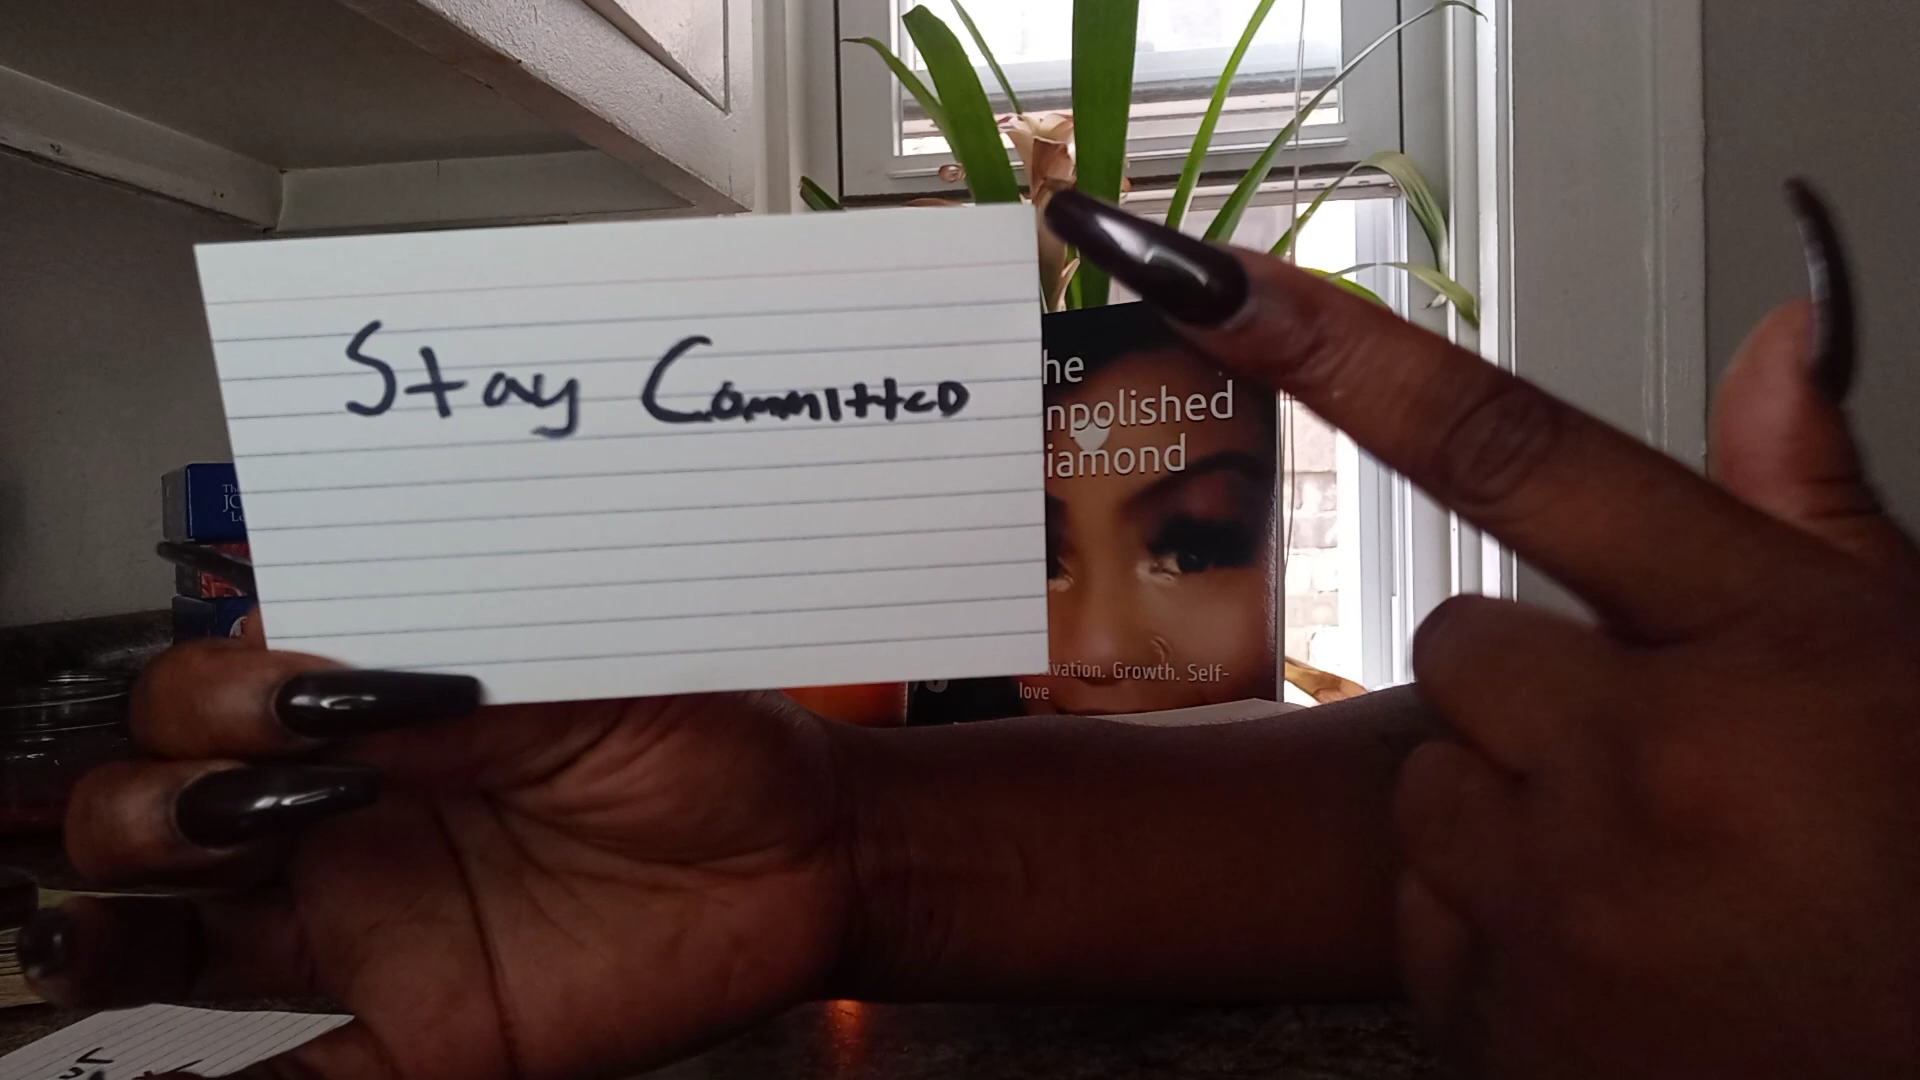 Stay Committed
he
npolished
iamond
ivation. Growth. Self-
love